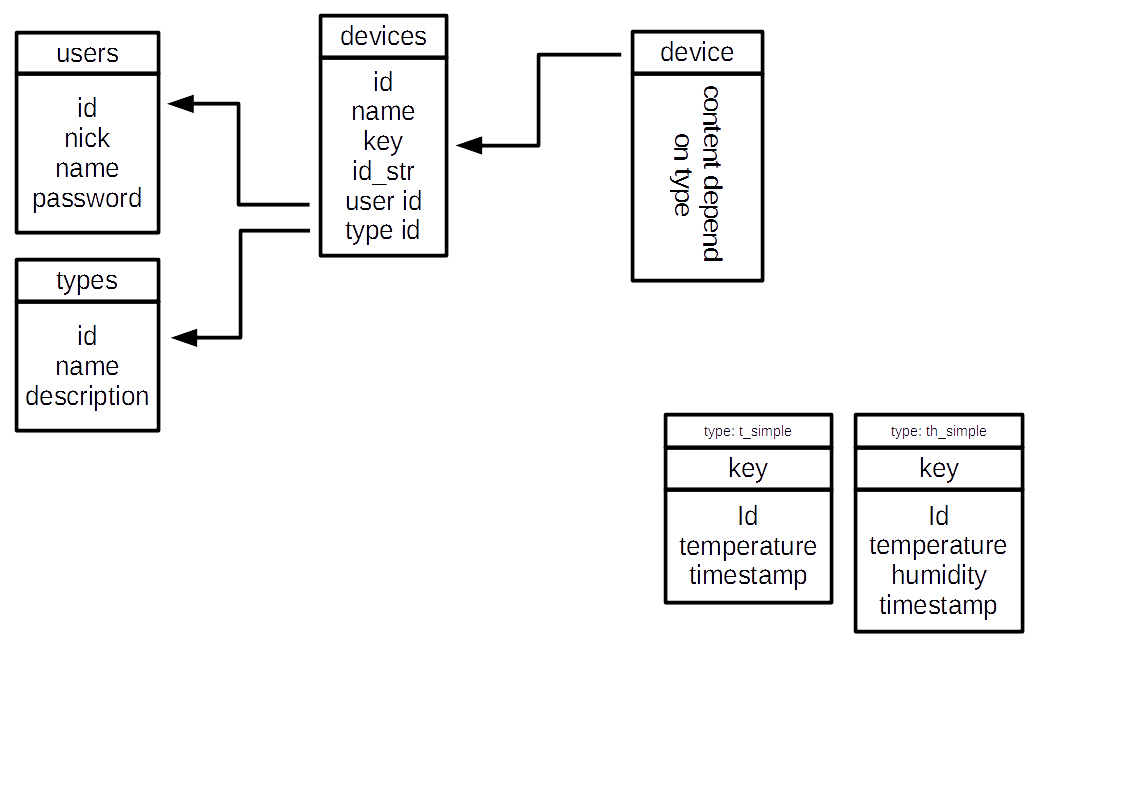 users
id
nick
name
password
types
id
name
description
devices
id
name
key
id_str
user id
type id
device
content depend
on type
type: t_simple
key
Id
temperature
timestamp
type: th_simple
key
Id
temperature
humidity
timestamp